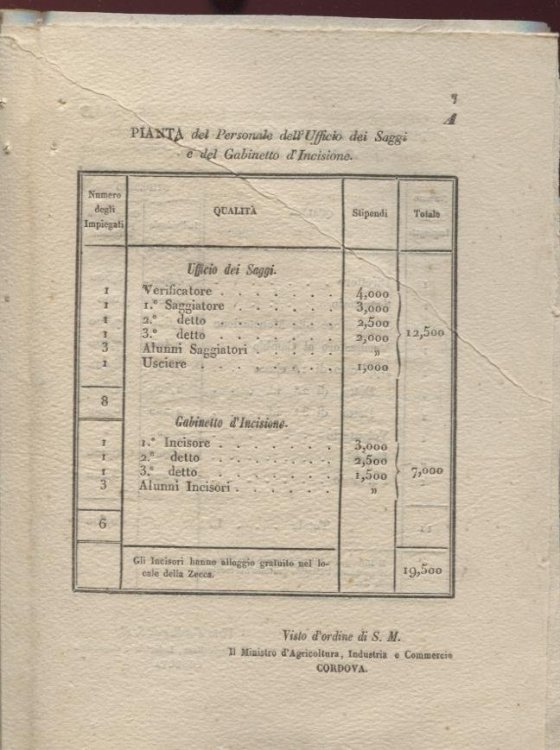 A
PIANTA del Personale dell'Ufficio dei Saggi
e del Gabinetto d'Incisione.
Numero degli Impiegati QUALITÀ Stipendi Totale
Ufficio dei Saggi.
1 Verificatore . . . . . . . 4,000
1 1.º Saggiatore . . . . . . 3,000
1 2.º detto . . . . . . . 2,500
1 3.º detto . . . . . . . 2,000 12,500
3 Alunni Saggiatori . . . . . »
1 Usciere . . . . . . . . 1,000
8
Gabinetto d'Incisione.
1 1.º Incisore . . . . . . . 3,000
1 2.º detto . . . . . . . 2,500
1 3.º detto . . . . . . . 1,500 7,000
3 Alunni Incisori . . . . . . »
6
Gli Incisori hanno alloggio gratuito nel lo-
cale della Zecca. 19,500
Visto d'ordine di S. M.
Il Ministro d'Agricoltura, Industria e Commercio
CORDOVA.